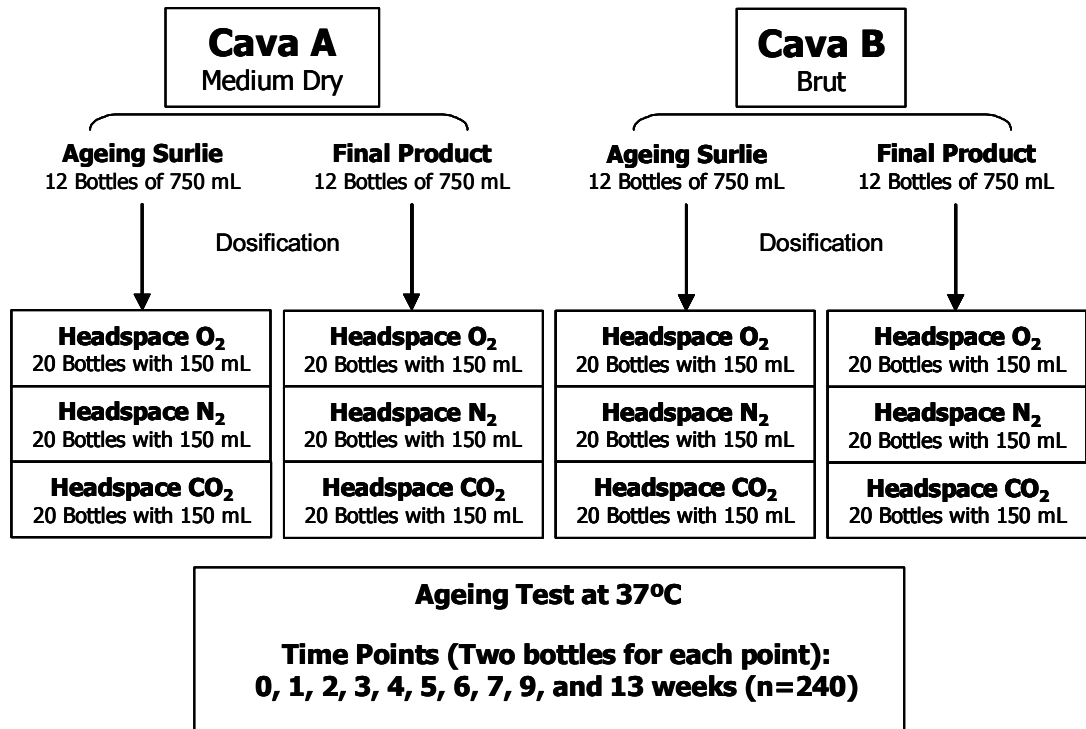 Cava A
Medium Dry
Cava B
Brut
Ageing Surlie
12 Bottles of 750 mL
Final Product
12 Bottles of 750 mL
Ageing Surlie
12 Bottles of 750 mL
Final Product
12 Bottles of 750 mL
Dosification
Dosification
Headspace O₂
20 Bottles with 150 mL
Headspace N₂
20 Bottles with 150 mL
Headspace CO₂
20 Bottles with 150 mL
Headspace O₂
20 Bottles with 150 mL
Headspace N₂
20 Bottles with 150 mL
Headspace CO₂
20 Bottles with 150 mL
Headspace O₂
20 Bottles with 150 mL
Headspace N₂
20 Bottles with 150 mL
Headspace CO₂
20 Bottles with 150 mL
Headspace O₂
20 Bottles with 150 mL
Headspace N₂
20 Bottles with 150 mL
Headspace CO₂
20 Bottles with 150 mL
Ageing Test at 37ºC
Time Points (Two bottles for each point):
0, 1, 2, 3, 4, 5, 6, 7, 9, and 13 weeks (n=240)